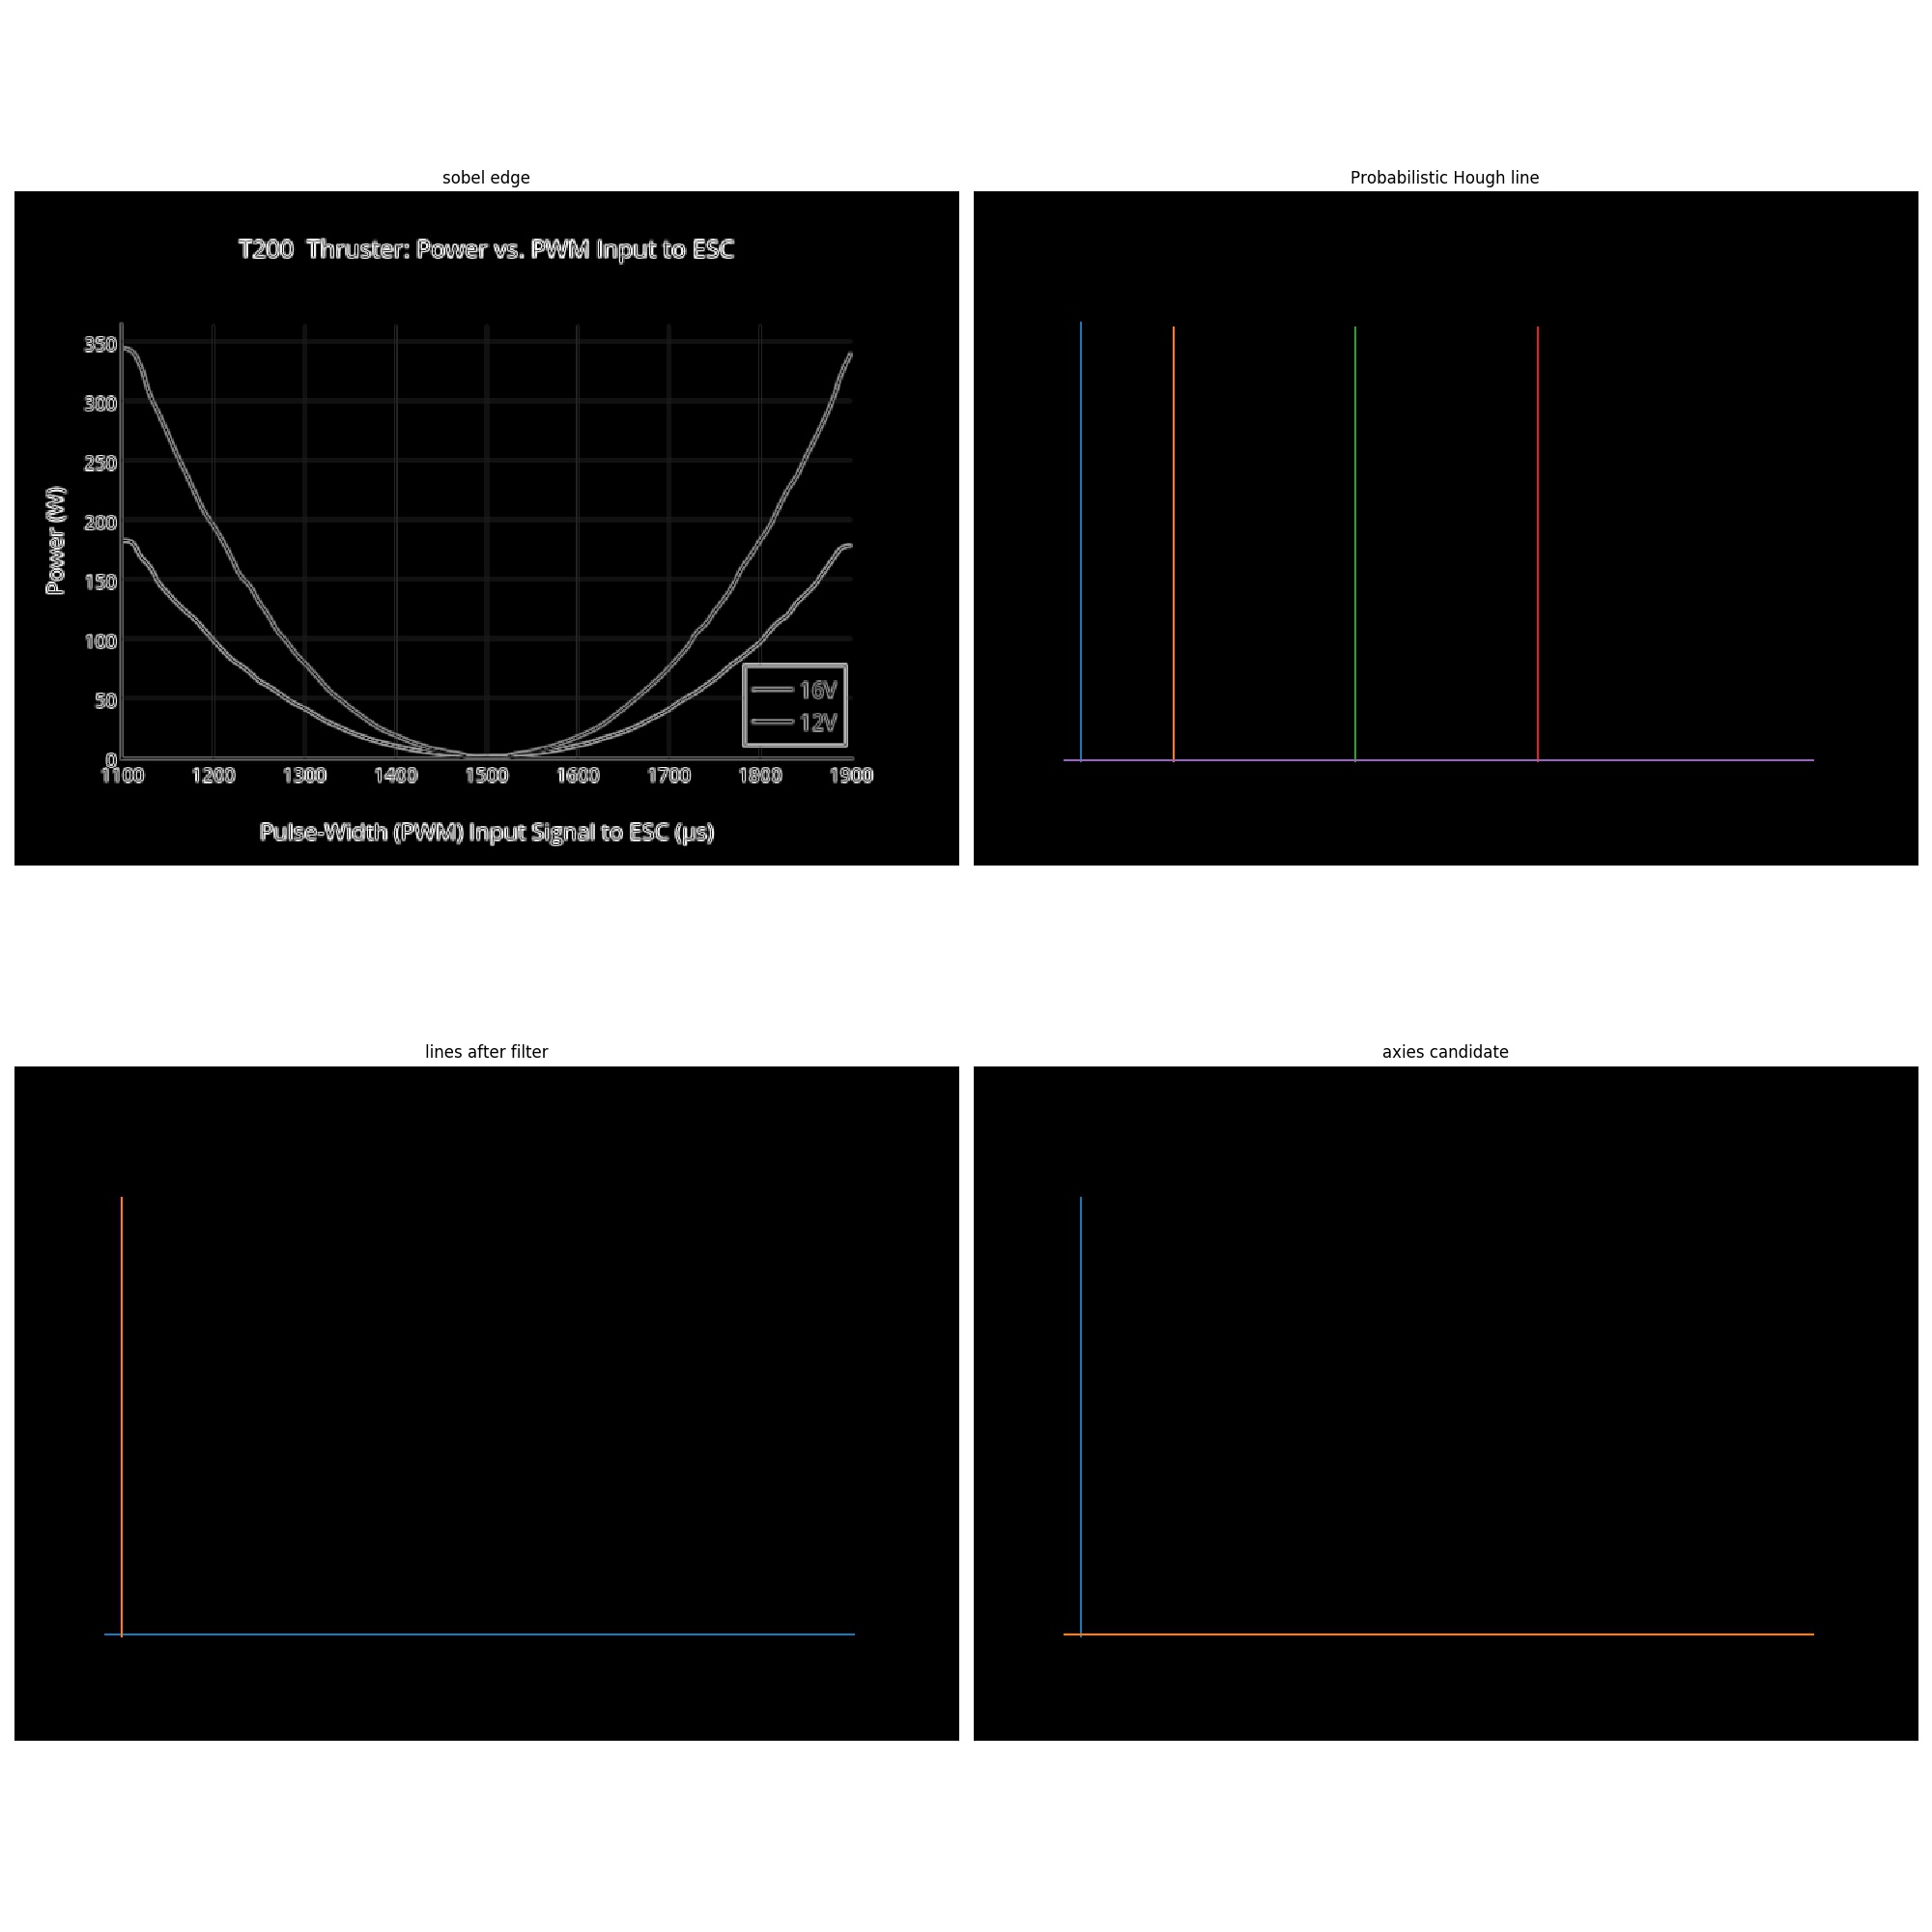 sobel edge
T200 Thruster: Power vs. PWM Input to ESC
350
300
250
200
150
100
50
0
Power (W)
16V
12V
1100 1200 1300 1400 1500 1600 1700 1800 1900
Pulse-Width (PWM) Input Signal to ESC (µs)
Probabilistic Hough line
lines after filter
axies candidate